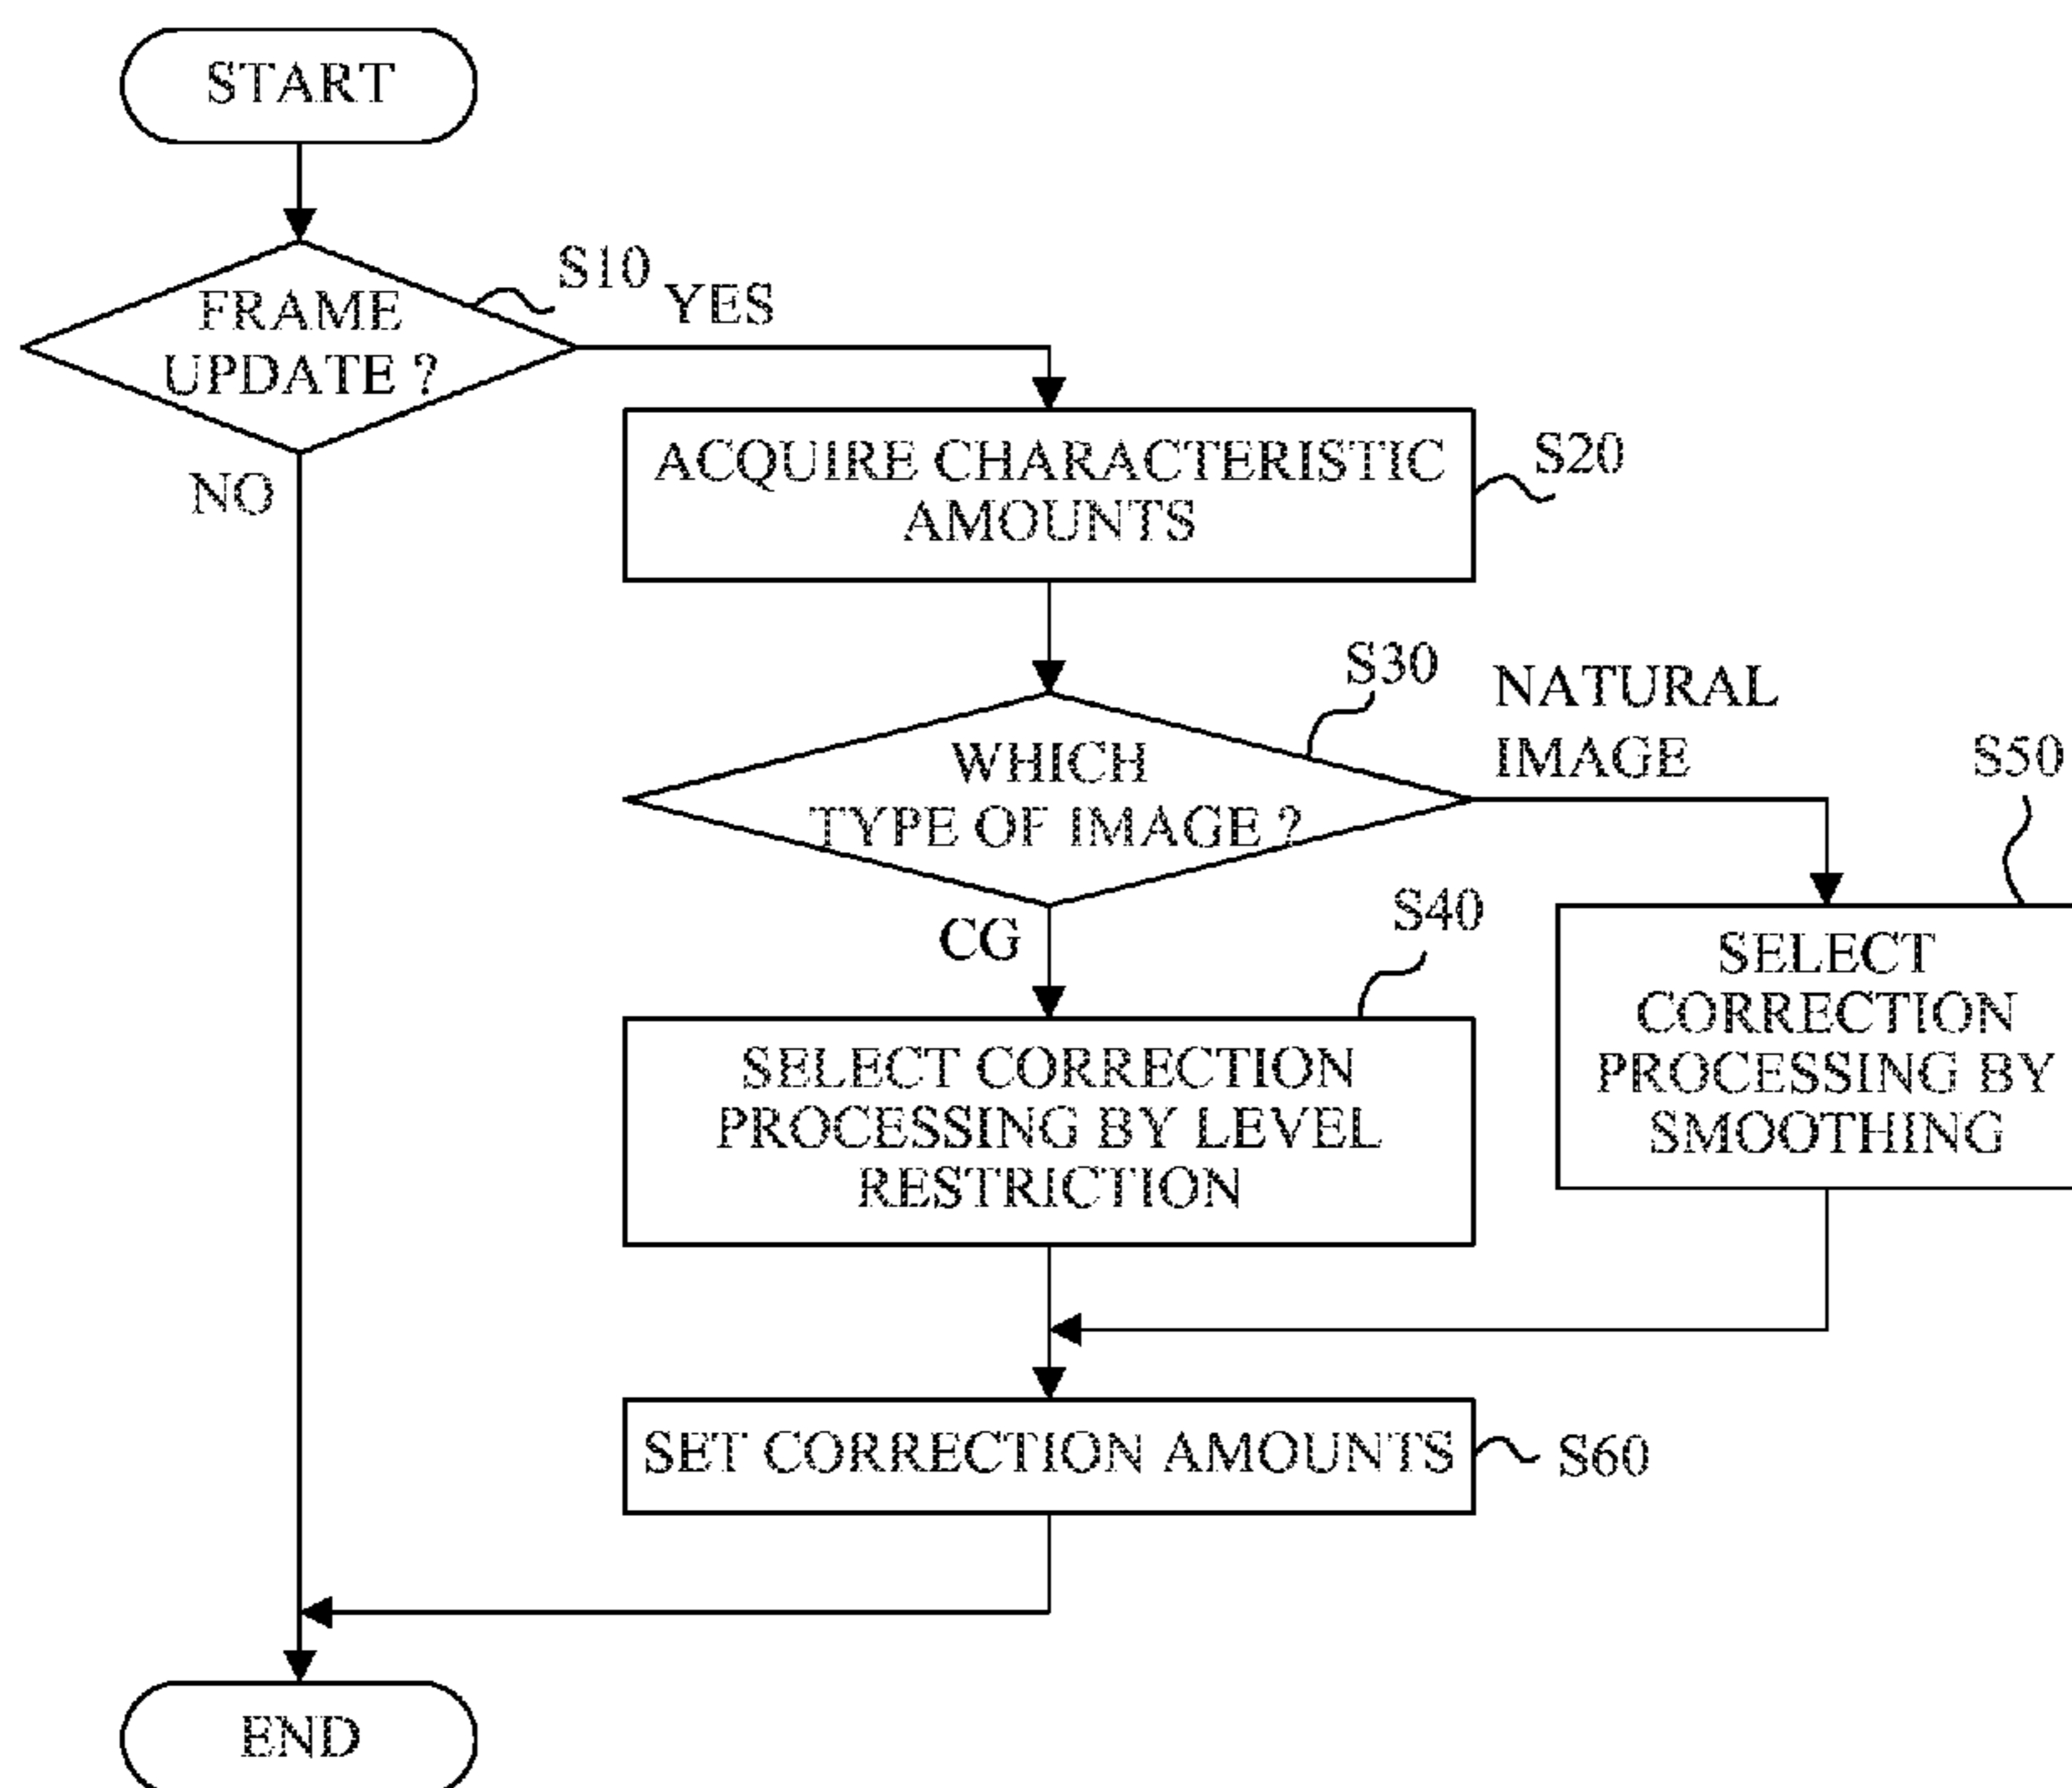 START
S10
YES
FRAME
UPDATE ?
NO
ACQUIRE CHARACTERISTIC
AMOUNTS
S20
S30
WHICH
TYPE OF IMAGE ?
NATURAL
IMAGE
CG
S40
SELECT CORRECTION
PROCESSING BY LEVEL
RESTRICTION
S50
SELECT
CORRECTION
PROCESSING BY
SMOOTHING
SET CORRECTION AMOUNTS
S60
END